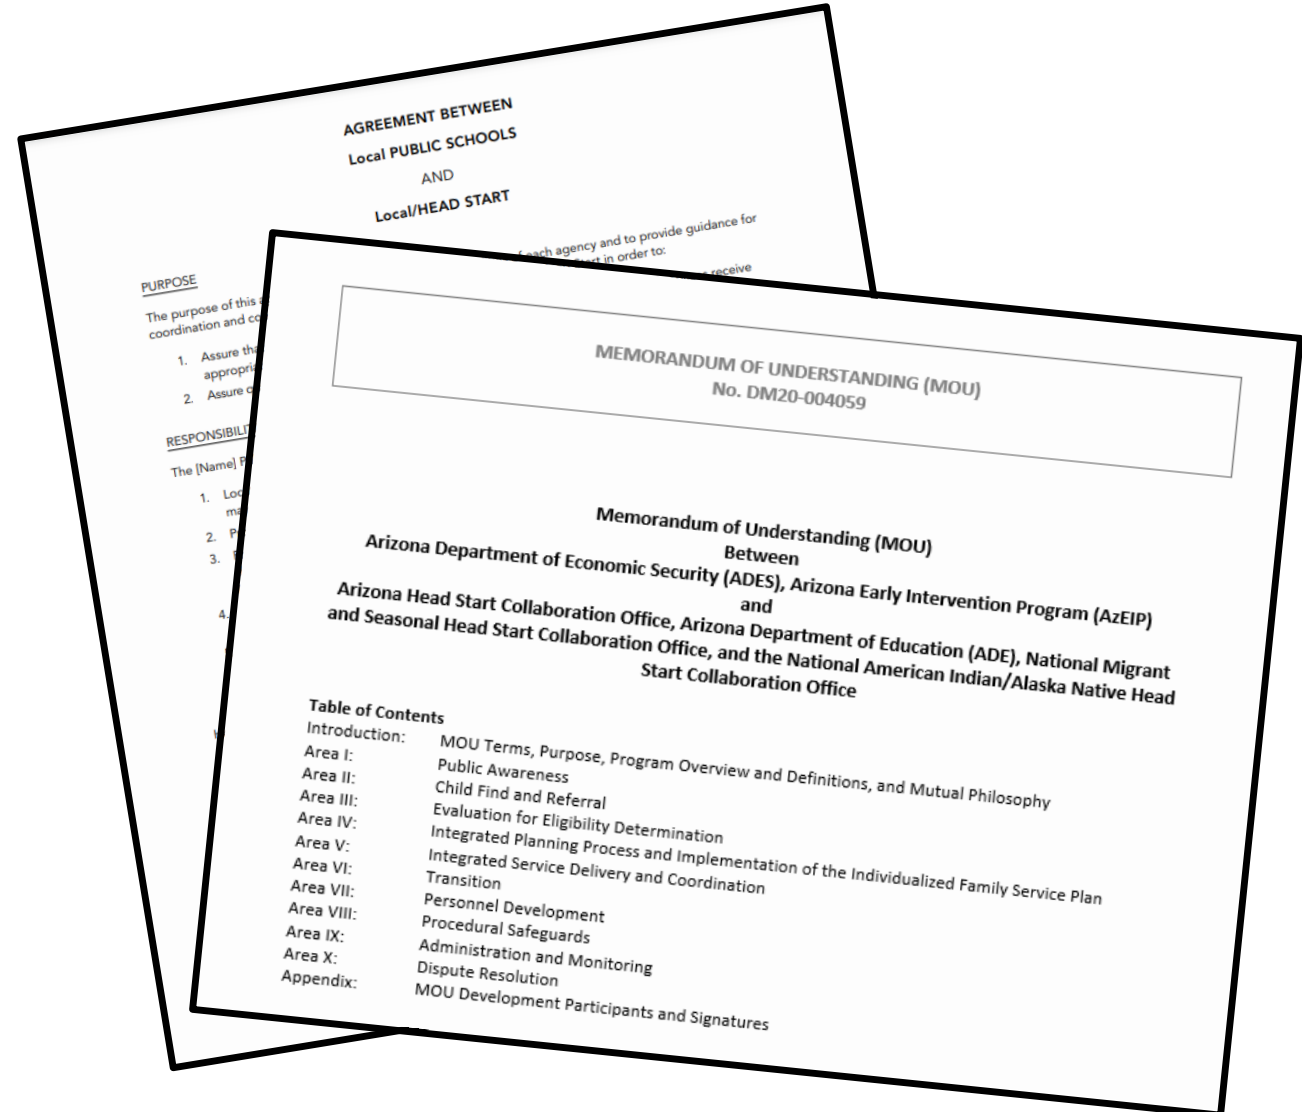 AGREEMENT BETWEEN
Local PUBLIC SCHOOLS
AND
Local/HEAD START
PURPOSE
The purpose of this
each agency and to provide guidance for
coordination and
in order to:
1. Assure
receive
2. Assure
The [Name]
1.
2.
3.
4.
MEMORANDUM OF UNDERSTANDING (MOU)
No. DM20-004059
Memorandum of Understanding (MOU)
Between
Arizona Department of Economic Security (ADES), Arizona Early Intervention Program (AzEIP)
and
Arizona Head Start Collaboration Office, Arizona Department of Education (ADE), National Migrant
and Seasonal Head Start Collaboration Office, and the National American Indian/Alaska Native Head
Start Collaboration Office
Table of Contents
Introduction: MOU Terms, Purpose, Program Overview and Definitions, and Mutual Philosophy
Area I: Public Awareness
Area II: Child Find and Referral
Area III: Evaluation for Eligibility Determination
Area IV: Integrated Planning Process and Implementation of the Individualized Family Service Plan
Area V: Integrated Service Delivery and Coordination
Area VI: Transition
Area VII: Personnel Development
Area VIII: Procedural Safeguards
Area IX: Administration and Monitoring
Area X: Dispute Resolution
Appendix: MOU Development Participants and Signatures